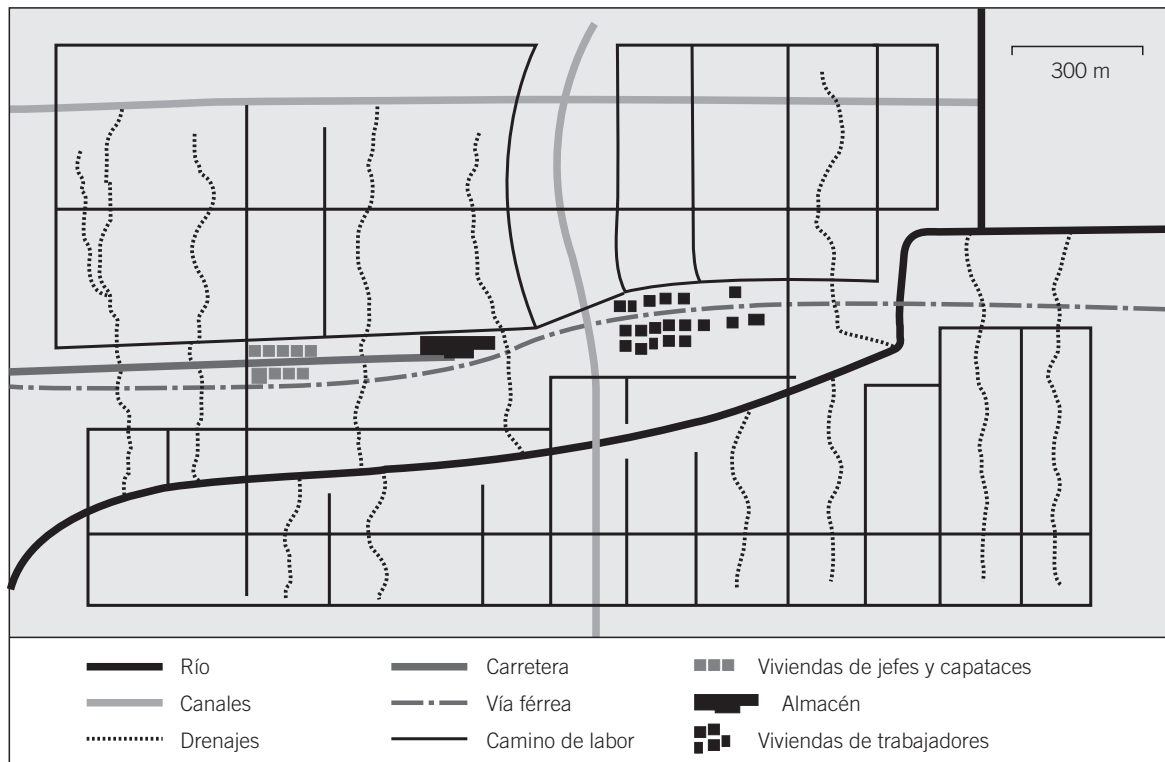 300 m
Río
Carretera
Viviendas de jefes y capataces
Canales
Vía férrea
Almacén
Drenajes
Camino de labor
Viviendas de trabajadores